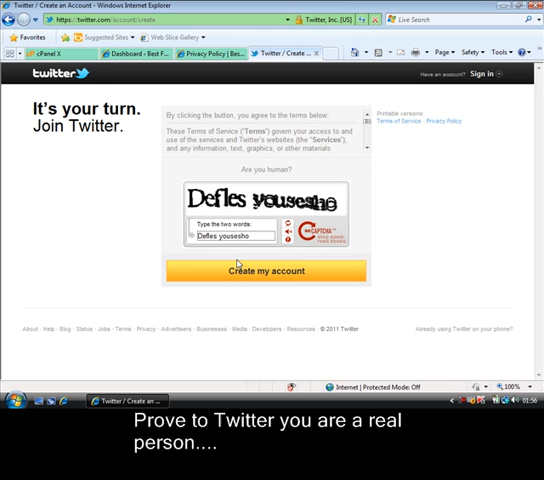 Twitter / Create an Account - Windows Internet Explorer
https://twitter.com/account/create
Twitter, Inc. [US]
Live Search
Favorites
Suggested Sites
Web Slice Gallery
cPanel X
Dashboard - Best F...
Privacy Policy | Bes...
Twitter / Create ...
Page
Safety
Tools
twitter
Have an account? Sign in
It's your turn.
Join Twitter.
By clicking the button, you agree to the terms below:
These Terms of Service ("Terms") govern your access to and
use of the services and Twitter's websites (the "Services"),
and any information, text, graphics, or other materials
Printable versions:
Terms of Service · Privacy Policy
Are you human?
Defles yousesho
Type the two words:
Defles yousesho
reCAPTCHA
stop spam.
read books.
Create my account
About · Help · Blog · Status · Jobs · Terms · Privacy · Advertisers · Businesses · Media · Developers · Resources · © 2011 Twitter
Already using Twitter on your phone?
Internet | Protected Mode: Off
100%
Twitter / Create an ...
01:56
Prove to Twitter you are a real
person....